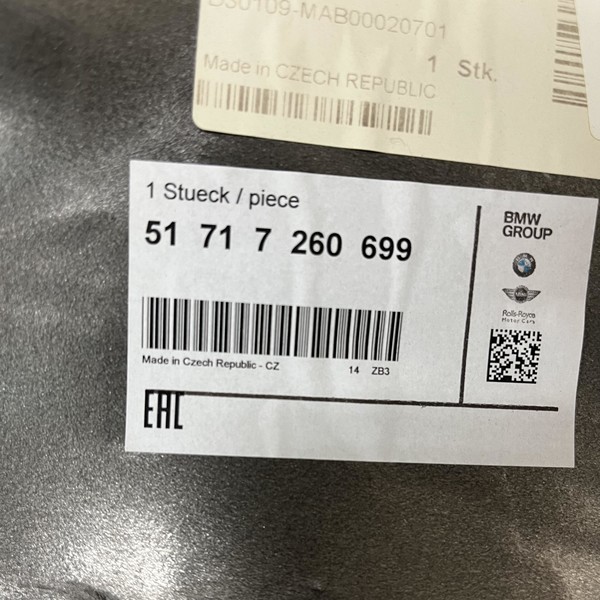 DS0109-MAB00020701
1 Stk.
Made in CZECH REPUBLIC
1 Stueck / piece
51 71 7 260 699
Made in Czech Republic - CZ
14 ZB3
EAC
BMW
GROUP
Rolls-Royce
Motor Cars